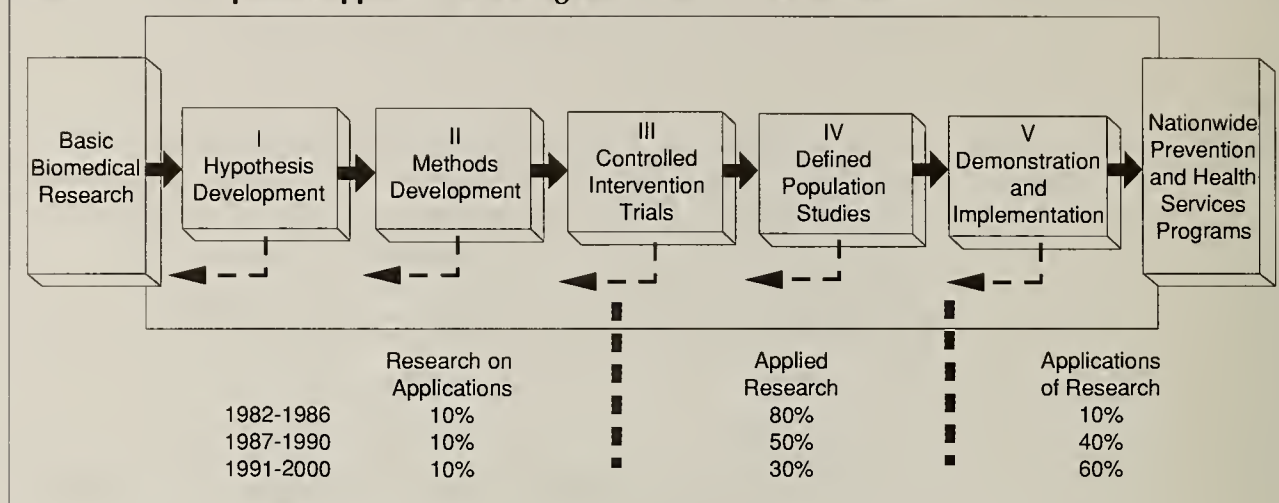 Basic
Biomedical
Research
I
Hypothesis
Development
II
Methods
Development
III
Controlled
Intervention
Trials
IV
Defined
Population
Studies
V
Demonstration
and
Implementation
Nationwide
Prevention
and Health
Services
Programs
Research on
Applications
Applied
Research
Applications
of Research
1982-1986 10% 80% 10%
1987-1990 10% 50% 40%
1991-2000 10% 30% 60%